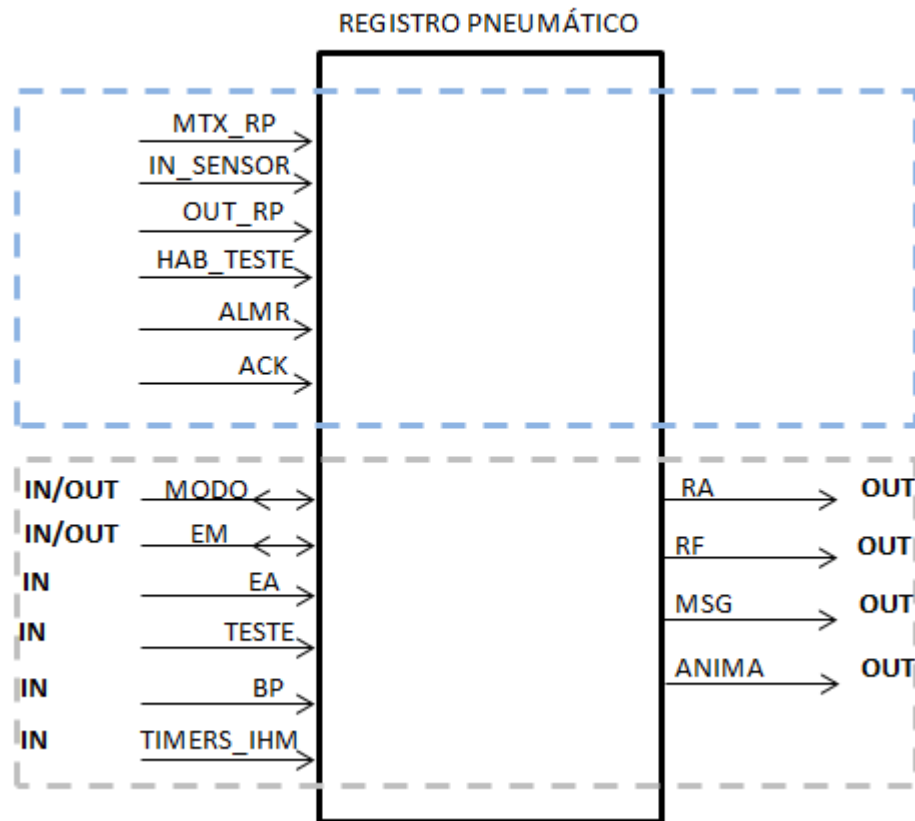 REGISTRO PNEUMÁTICO
MTX_RP
IN_SENSOR
OUT_RP
HAB_TESTE
ALMR
ACK
IN/OUT MODO RA OUT
IN/OUT EM RF OUT
IN EA MSG OUT
IN TESTE ANIMA OUT
IN BP
IN TIMERS_IHM